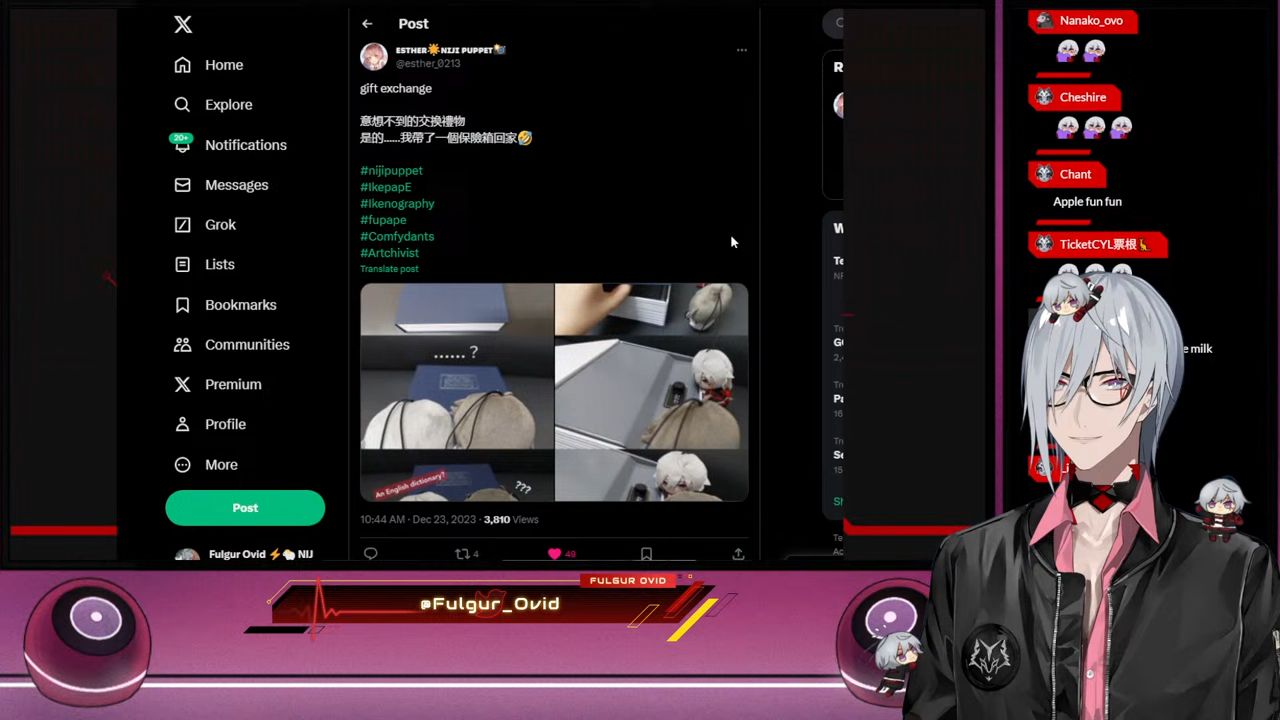 Home
Explore
20+
Notifications
Messages
Grok
Lists
Bookmarks
Communities
Premium
Profile
More
Post
Fulgur Ovid ⚡🐑 NIJ
Post
ESTHER☀️NIJI PUPPET📸
@esther_0213
gift exchange
意想不到的交換禮物
是的......我帶了一個保險箱回家🤣
#nijipuppet
#IkepapE
#Ikenography
#fupape
#Comfydants
#Artchivist
Translate post
......?
An English dictionary?
???
10:44 AM · Dec 23, 2023 · 3,810 Views
4
49
Nanako_ovo
Cheshire
Chant
Apple fun fun
TicketCYL票根
milk
FULGUR OVID
@Fulgur_Ovid